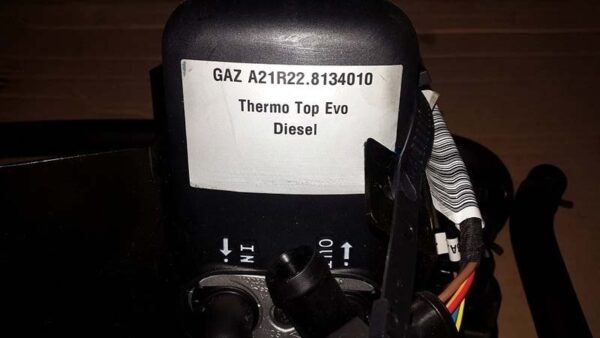 GAZ A21R22.8134010
Thermo Top Evo
Diesel
IN
OUT